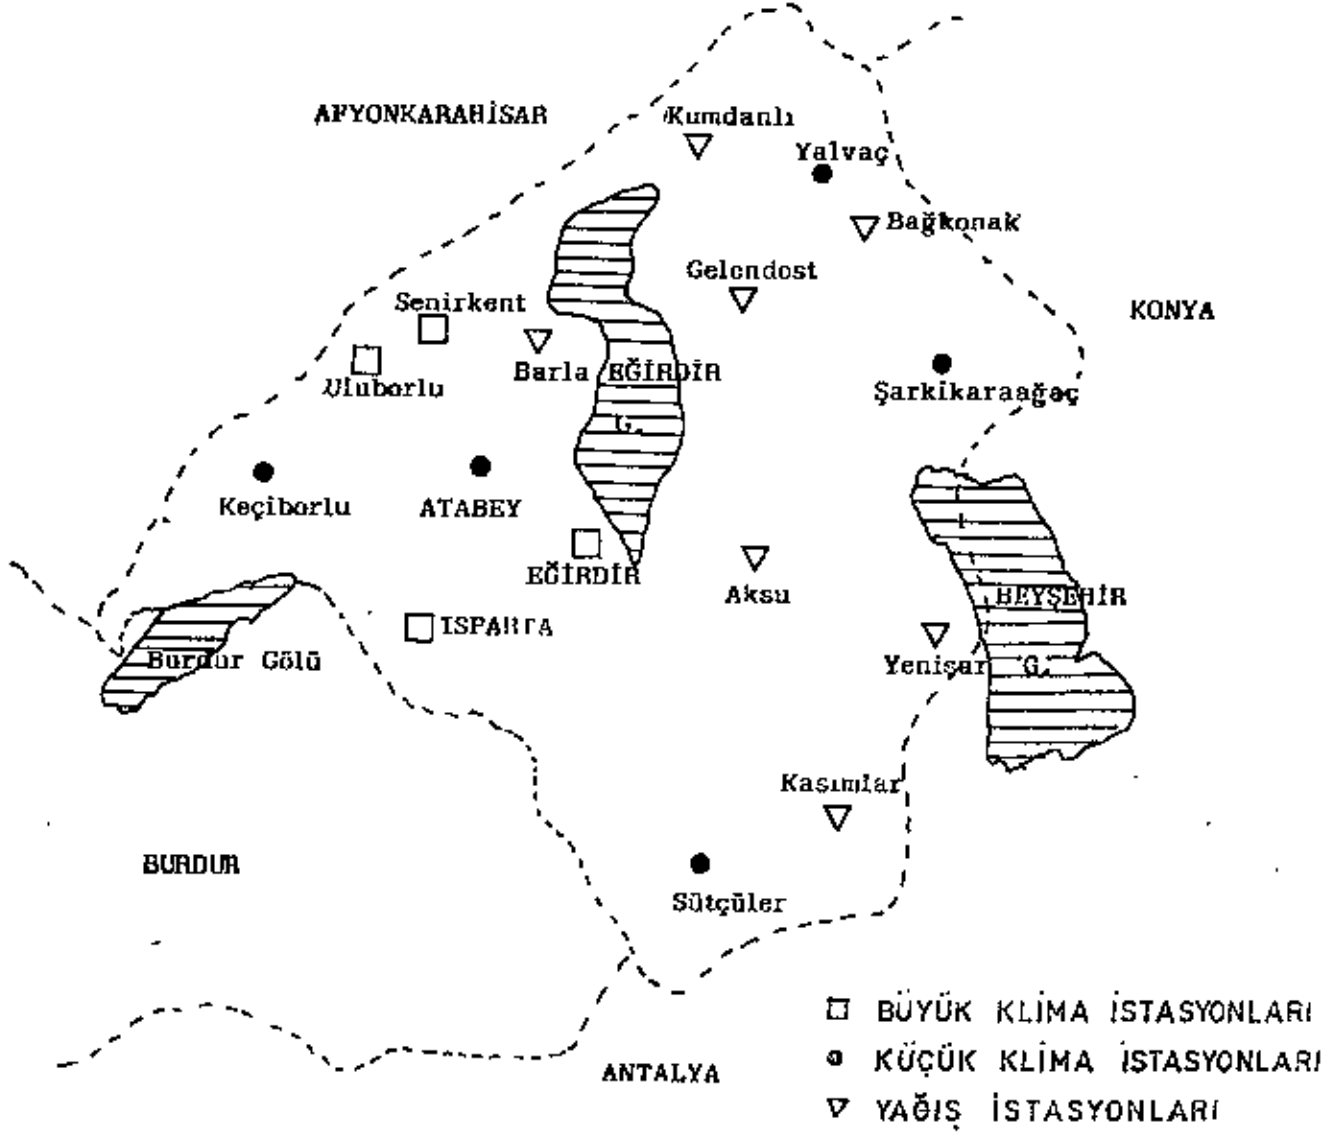 AFYONKARAHİSAR
Kumdanlı
Yalvaç
Bağkonak
Gelendost
Senirkent
KONYA
Uluborlu
Barla
EĞİRDİR
G.
Şarkikaraağaç
Keçiborlu
ATABEY
EĞİRDİR
Aksu
BEYŞEHİR
G.
ISPARTA
Yenişar
Burdur Gölü
Kasımlar
BURDUR
Sütçüler
ANTALYA
BÜYÜK KLİMA İSTASYONLARI
KÜÇÜK KLİMA İSTASYONLARI
YAĞIŞ İSTASYONLARI